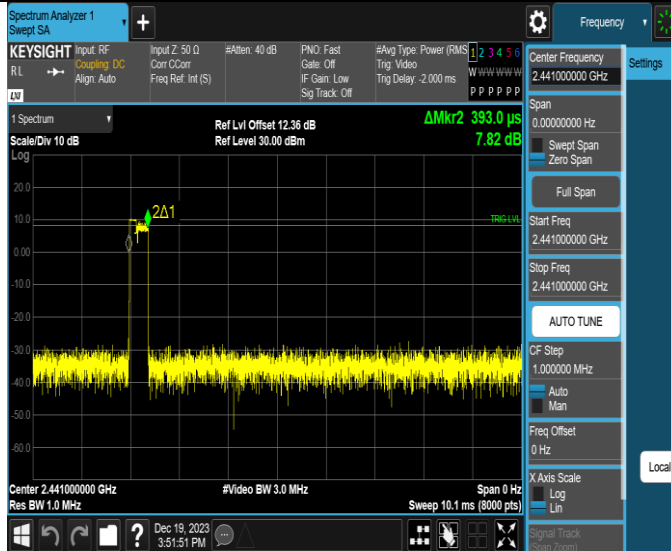 Spectrum Analyzer 1
Swept SA
+
Frequency
KEYSIGHT
RL
LXI
Input: RF
Coupling: DC
Align: Auto
Input Z: 50 Ω
Corr CCorr
Freq Ref: Int (S)
#Atten: 40 dB
PNO: Fast
Gate: Off
IF Gain: Low
Sig Track: Off
#Avg Type: Power (RMS
Trig: Video
Trig Delay: -2.000 ms
1 2 3 4 5 6
W W W W W W
P P P P P P
1 Spectrum
Scale/Div 10 dB
Log
Ref Lvl Offset 12.36 dB
Ref Level 30.00 dBm
ΔMkr2 393.0 µs
7.82 dB
20.0
10.0
0.00
-10.0
-20.0
-30.0
-40.0
-50.0
-60.0
2Δ1
TRIG LVL
Center 2.441000000 GHz
Res BW 1.0 MHz
#Video BW 3.0 MHz
Span 0 Hz
Sweep 10.1 ms (8000 pts)
Center Frequency
2.441000000 GHz
Span
0.00000000 Hz
Swept Span
Zero Span
Full Span
Start Freq
2.441000000 GHz
Stop Freq
2.441000000 GHz
AUTO TUNE
CF Step
1.000000 MHz
Auto
Man
Freq Offset
0 Hz
X Axis Scale
Log
Lin
Signal Track
(Span Zoom)
Settings
Local
?
Dec 19, 2023
3:51:51 PM